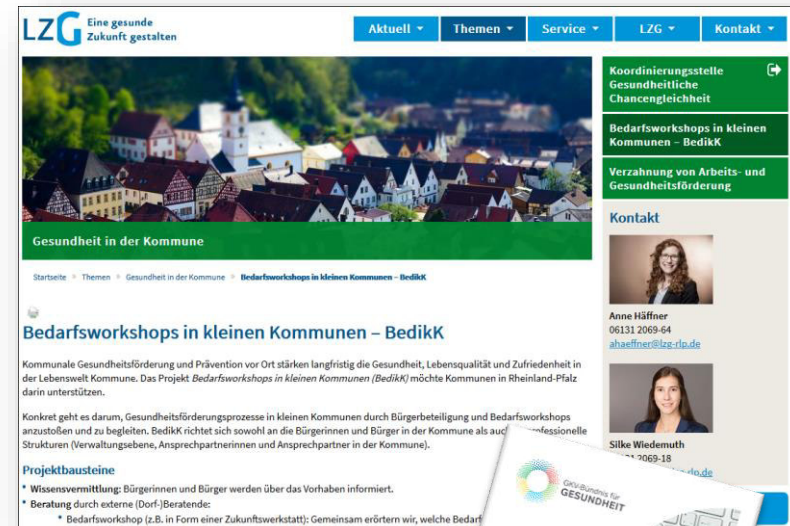 LZG Eine gesunde
Zukunft gestalten
Aktuell
Themen
Service
LZG
Kontakt
Gesundheit in der Kommune
Startseite
Themen
Gesundheit in der Kommune
Bedarfsworkshops in kleinen Kommunen – BedikK
Bedarfsworkshops in kleinen Kommunen – BedikK
Kommunale Gesundheitsförderung und Prävention vor Ort stärken langfristig die Gesundheit, Lebensqualität und Zufriedenheit in
der Lebenswelt Kommune. Das Projekt Bedarfsworkshops in kleinen Kommunen (BedikK) möchte Kommunen in Rheinland-Pfalz
darin unterstützen.
Konkret geht es darum, Gesundheitsförderungsprozesse in kleinen Kommunen durch Bürgerbeteiligung und Bedarfsworkshops
anzustoßen und zu begleiten. BedikK richtet sich sowohl an die Bürgerinnen und Bürger in der Kommune als auch professionelle
Strukturen (Verwaltungsebene, Ansprechpartnerinnen und Ansprechpartner in der Kommune).
Projektbausteine
• Wissensvermittlung: Bürgerinnen und Bürger werden über das Vorhaben informiert.
• Beratung durch externe (Dorf-)Beratende:
• Bedarfsworkshop (z.B. in Form einer Zukunftswerkstatt): Gemeinsam erörtern wir, welche Bedarf
Koordinierungsstelle
Gesundheitliche
Chancengleichheit
Bedarfsworkshops in kleinen
Kommunen – BedikK
Verzahnung von Arbeits- und
Gesundheitsförderung
Kontakt
Anne Häffner
06131 2069-64
ahaeffner@lzg-rlp.de
Silke Wiedemuth
2069-18
rlp.de
GKV-Bündnis für
GESUNDHEIT